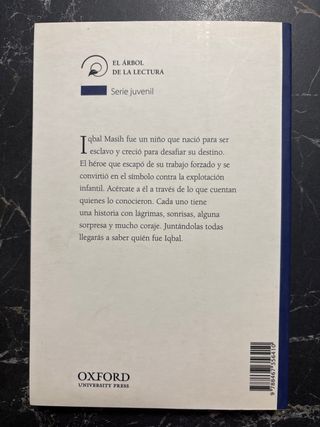 EL ÁRBOL
DE LA LECTURA
Serie juvenil
Iqbal Masih fue un niño que nació para ser
esclavo y creció para desafiar su destino.
El héroe que escapó de su trabajo forzado y se
convirtió en el símbolo contra la explotación
infantil. Acércate a él a través de lo que cuentan
quienes lo conocieron. Cada uno tiene
una historia con lágrimas, sonrisas, alguna
sorpresa y mucho coraje. Juntándolas todas
llegarás a saber quién fue Iqbal.
OXFORD
UNIVERSITY PRESS
9 788467 356410